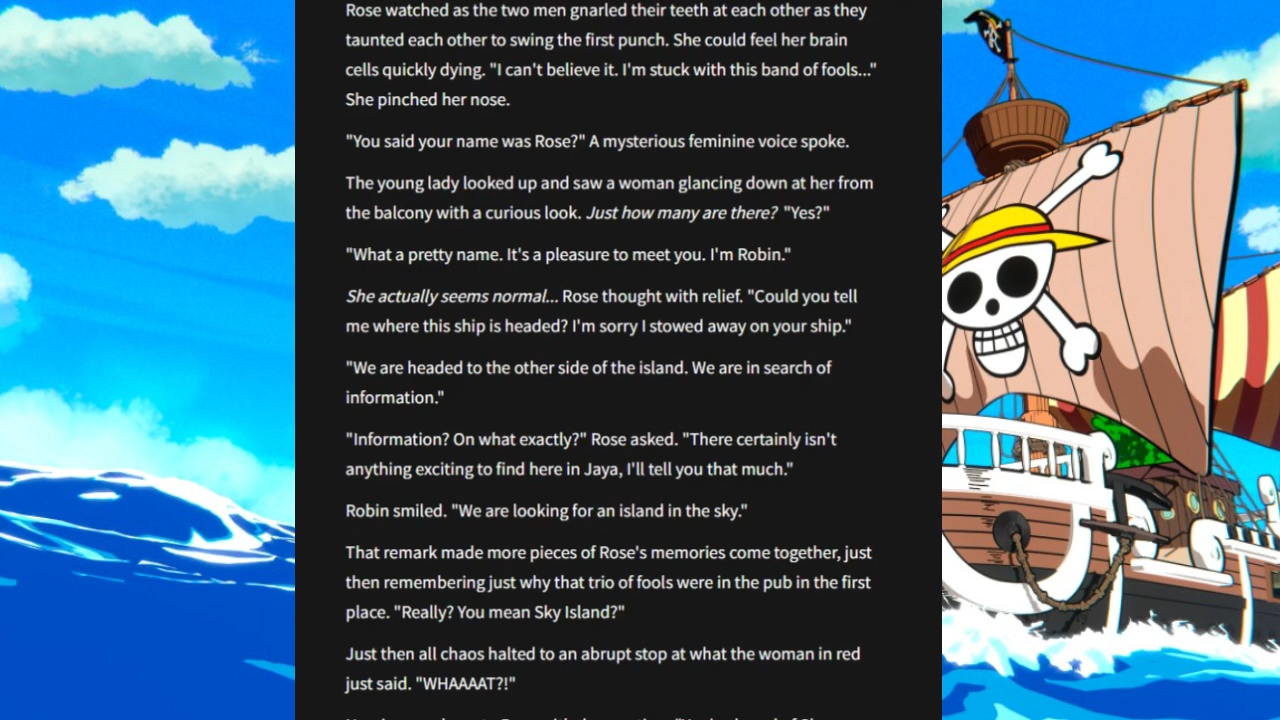 Rose watched as the two men gnarled their teeth at each other as they
taunted each other to swing the first punch. She could feel her brain
cells quickly dying. "I can't believe it. I'm stuck with this band of fools..."
She pinched her nose.
"You said your name was Rose?" A mysterious feminine voice spoke.
The young lady looked up and saw a woman glancing down at her from
the balcony with a curious look. Just how many are there? "Yes?"
"What a pretty name. It's a pleasure to meet you. I'm Robin."
She actually seems normal... Rose thought with relief. "Could you tell
me where this ship is headed? I'm sorry I stowed away on your ship."
"We are headed to the other side of the island. We are in search of
information."
"Information? On what exactly?" Rose asked. "There certainly isn't
anything exciting to find here in Jaya, I'll tell you that much."
Robin smiled. "We are looking for an island in the sky."
That remark made more pieces of Rose's memories come together, just
then remembering just why that trio of fools were in the pub in the first
place. "Really? You mean Sky Island?"
Just then all chaos halted to an abrupt stop at what the woman in red
just said. "WHAAAAT?!"